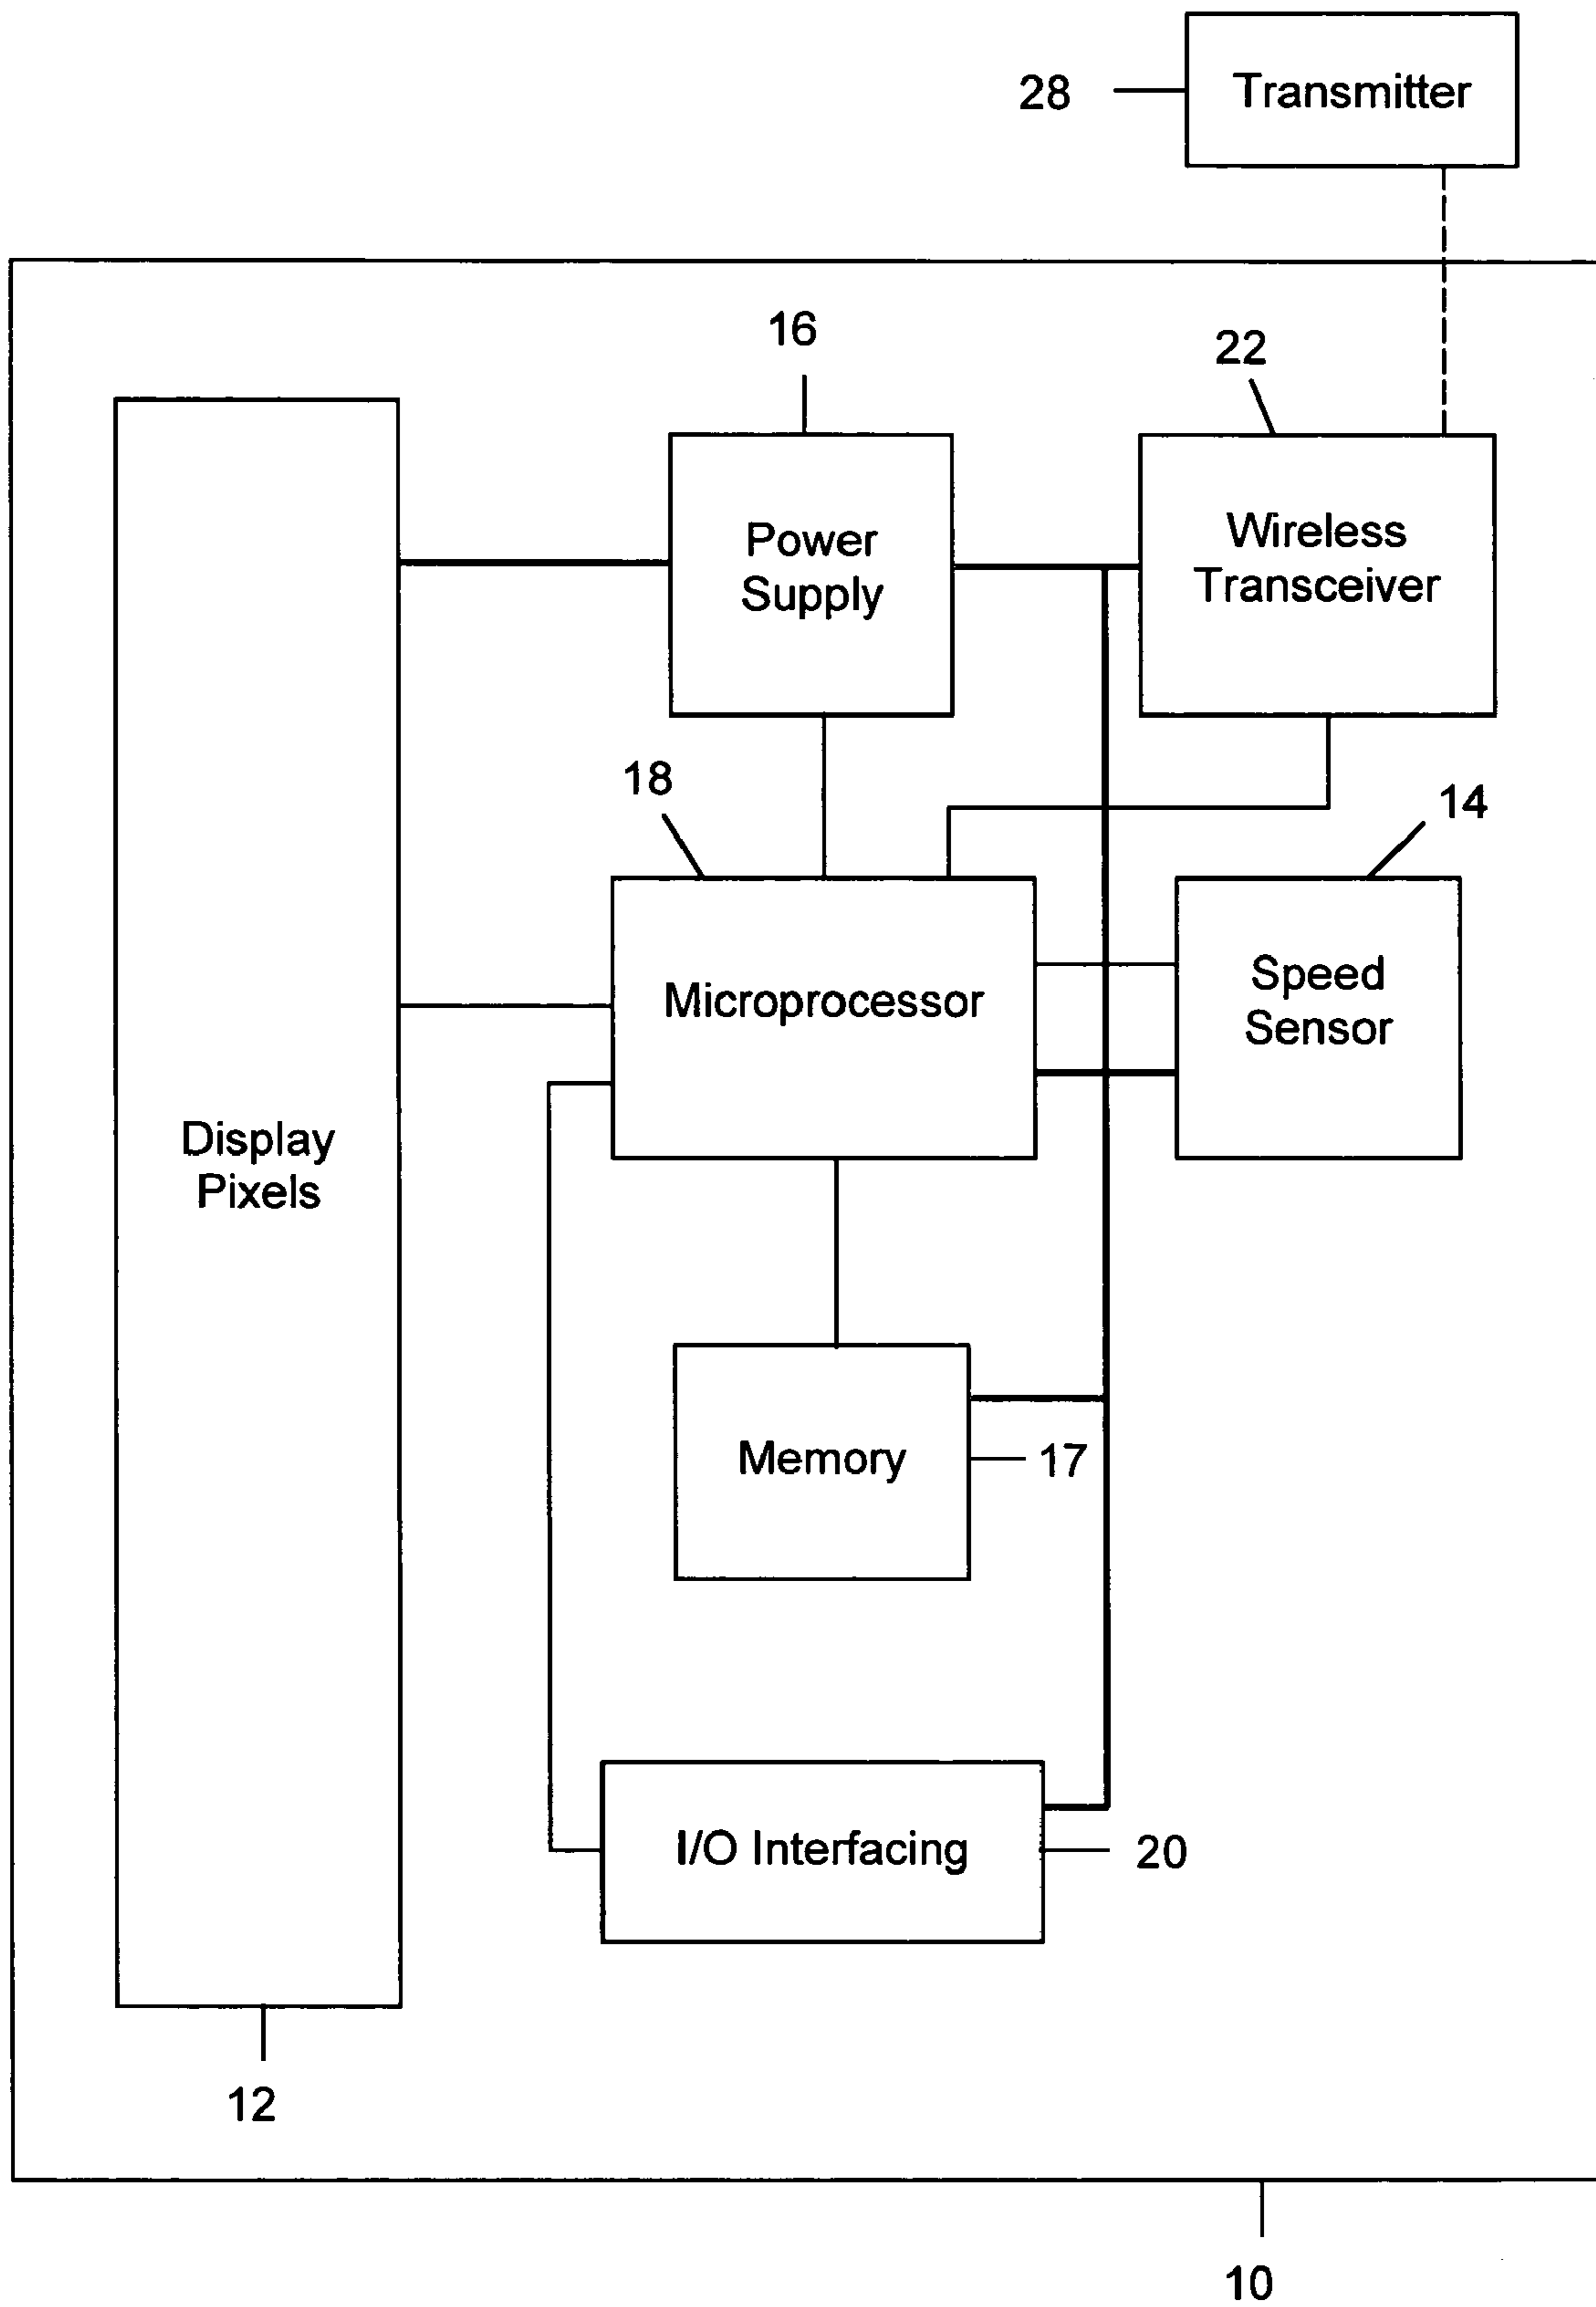 28
Transmitter
16
22
Power
Supply
Wireless
Transceiver
18
14
Microprocessor
Speed
Sensor
Display
Pixels
Memory
17
I/O Interfacing
20
12
10